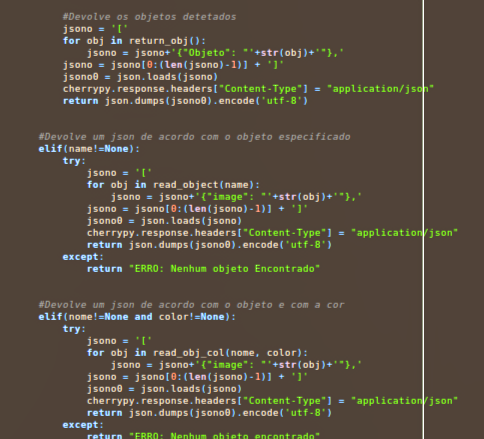 #Devolve os objetos detetados
jsono = '['
for obj in return_obj():
jsono = jsono+'{"Objeto": "'+str(obj)+'"},'
jsono = jsono[0:(len(jsono)-1)] + ']'
jsono0 = json.loads(jsono)
cherrypy.response.headers["Content-Type"] = "application/json"
return json.dumps(jsono0).encode('utf-8')
#Devolve um json de acordo com o objeto especificado
elif(name!=None):
try:
jsono = '['
for obj in read_object(name):
jsono = jsono+'{"image": "'+str(obj)+'"},'
jsono = jsono[0:(len(jsono)-1)] + ']'
jsono0 = json.loads(jsono)
cherrypy.response.headers["Content-Type"] = "application/json"
return json.dumps(jsono0).encode('utf-8')
except:
return "ERRO: Nenhum objeto Encontrado"
#Devolve um json de acordo com o objeto e com a cor
elif(nome!=None and color!=None):
try:
jsono = '['
for obj in read_obj_col(nome, color):
jsono = jsono+'{"image": "'+str(obj)+'"},'
jsono = jsono[0:(len(jsono)-1)] + ']'
jsono0 = json.loads(jsono)
cherrypy.response.headers["Content-Type"] = "application/json"
return json.dumps(jsono0).encode('utf-8')
except:
return "ERRO: Nenhum objeto encontrado"